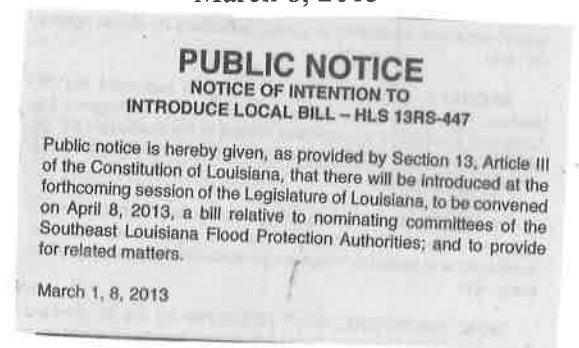 PUBLIC NOTICE
NOTICE OF INTENTION TO
INTRODUCE LOCAL BILL – HLS 13RS-447
Public notice is hereby given, as provided by Section 13, Article III
of the Constitution of Louisiana, that there will be introduced at the
forthcoming session of the Legislature of Louisiana, to be convened
on April 8, 2013, a bill relative to nominating committees of the
Southeast Louisiana Flood Protection Authorities; and to provide
for related matters.
March 1, 8, 2013